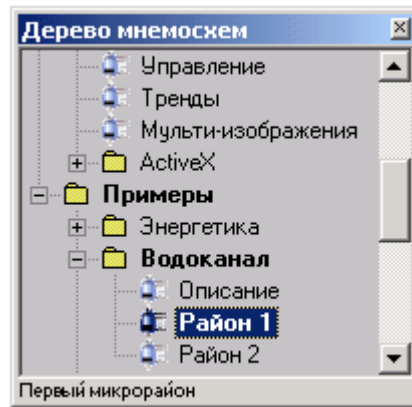 Дерево мнемосхем
Управление
Тренды
Мульти-изображения
ActiveX
Примеры
Энергетика
Водоканал
Описание
Район 1
Район 2
Первый микрорайон